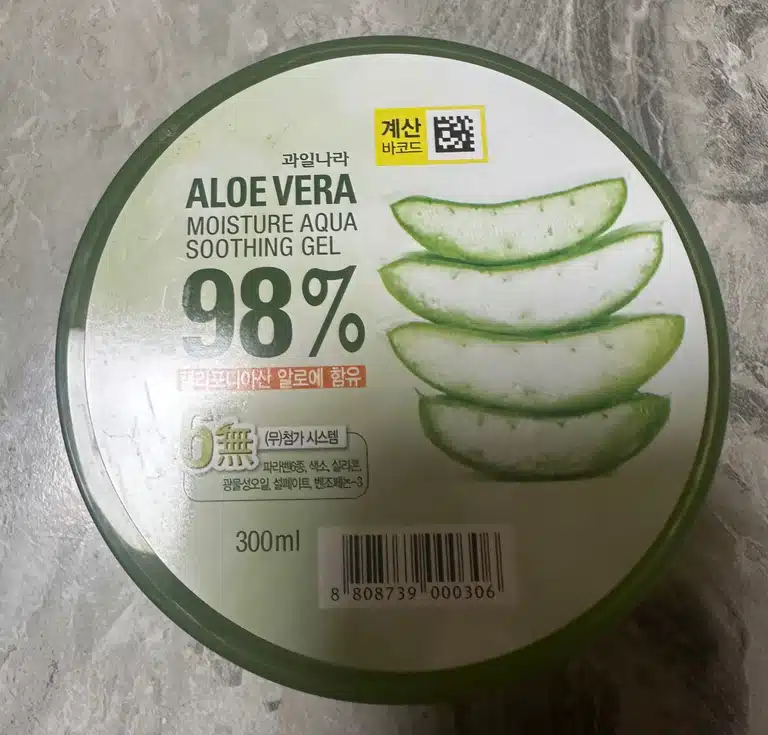 계산
바코드
과일나라
ALOE VERA
MOISTURE AQUA
SOOTHING GEL
98%
캘리포니아산 알로에 함유
6無 (무)첨가 시스템
파라벤6종, 색소, 실리콘,
광물성오일, 설페이트, 벤조페논-3
300ml
8 808739 000306